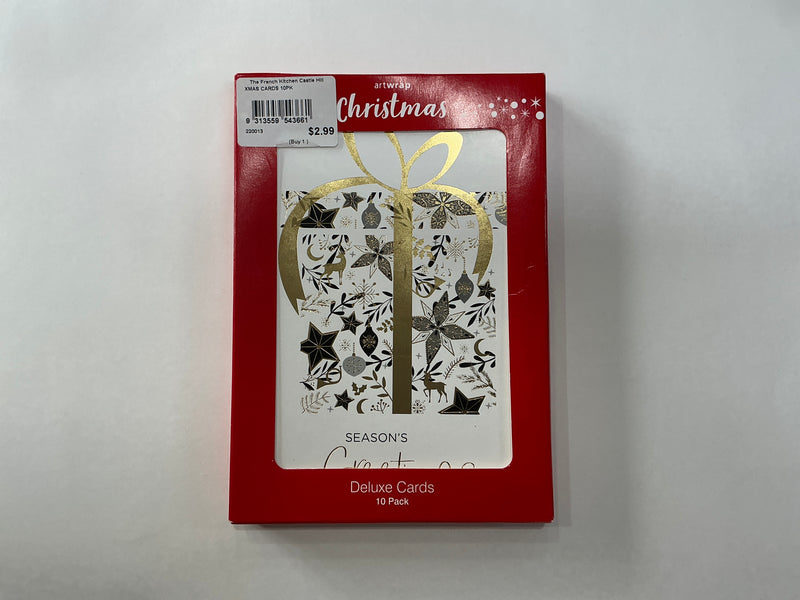 The French Kitchen Castle Hill
XMAS CARDS 10PK
9 313559 543661
220013
$2.99
(Buy 1)
artwrap
Christmas
SEASON'S
Greetings
Deluxe Cards
10 Pack